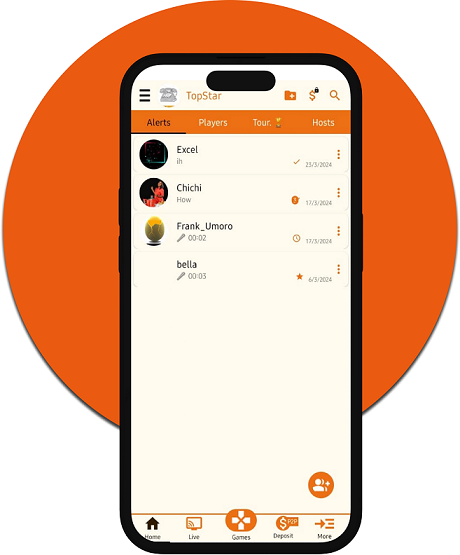 TopStar
$
Alerts Players Tour. Hosts
Excel
ih
23/3/2024
Chichi
How
17/3/2024
Frank_Umoro
00:02
17/3/2024
bella
00:03
6/3/2024
$ P2P
Home Live Games Deposit More